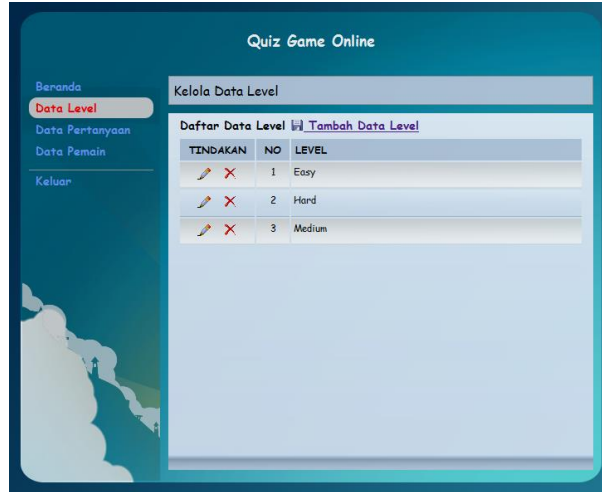 Quiz Game Online
Beranda
Data Level
Data Pertanyaan
Data Pemain
Keluar
Kelola Data Level
Daftar Data Level Tambah Data Level
TINDAKAN NO LEVEL
1 Easy
2 Hard
3 Medium